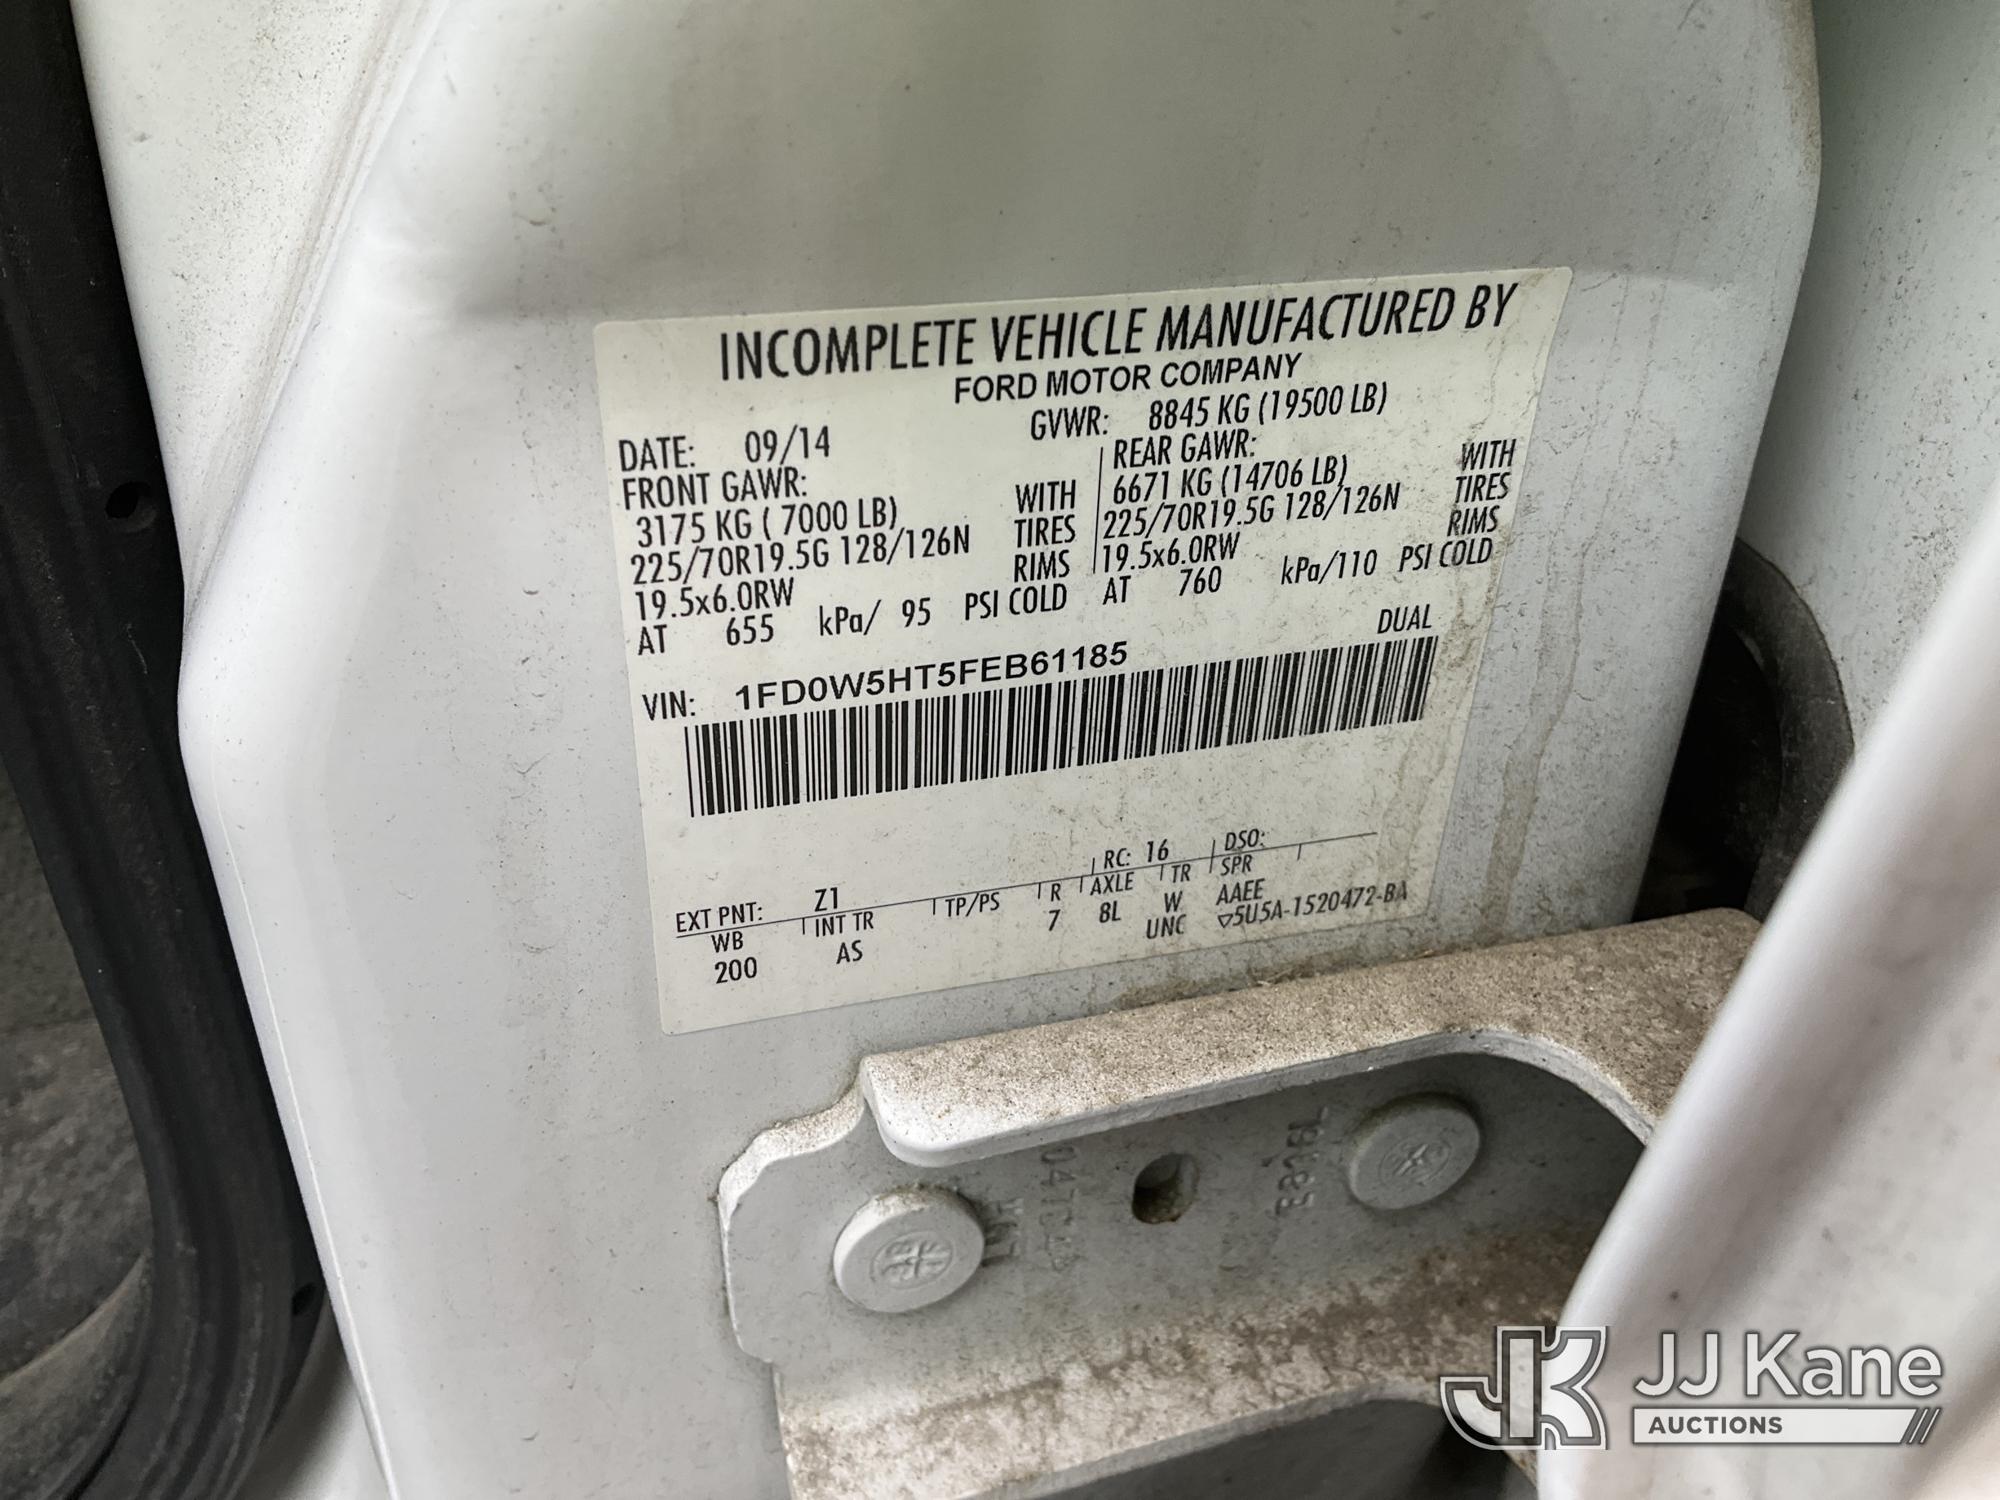 INCOMPLETE VEHICLE MANUFACTURED BY
FORD MOTOR COMPANY
DATE: 09/14 GVWR: 8845 KG (19500 LB)
FRONT GAWR: REAR GAWR:
3175 KG ( 7000 LB) WITH 6671 KG (14706 LB) WITH
225/70R19.5G 128/126N TIRES 225/70R19.5G 128/126N TIRES
19.5x6.0RW RIMS 19.5x6.0RW RIMS
AT 655 kPa/ 95 PSI COLD AT 760 kPa/110 PSI COLD
DUAL
VIN: 1FD0W5HT5FEB61185
RC: 16 DSO:
EXT PNT: Z1
WB INT TR TP/PS R AXLE TR SPR
200 AS 7 8L W AAEE
UNC ▽5U5A-1520472-BA
JK JJ Kane
AUCTIONS